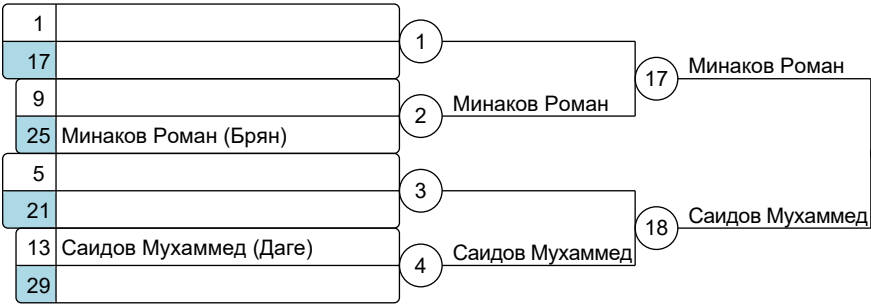 1
17
1
9
25 Минаков Роман (Брян)
2 Минаков Роман
17 Минаков Роман
5
21
3
13 Саидов Мухаммед (Даге)
29
4 Саидов Мухаммед
18 Саидов Мухаммед